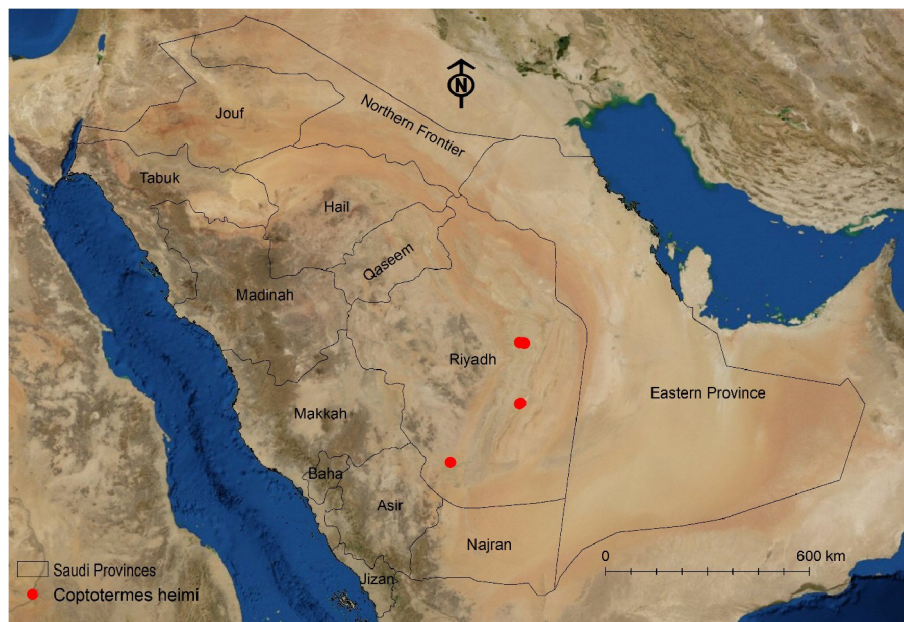 Jouf
Northern Frontier
Tabuk
Hail
Qaseem
Madinah
Riyadh
Eastern Province
Makkah
Baha
Asir
Najran
Jizan
N
0 600 km
Saudi Provinces
Coptotermes heimi